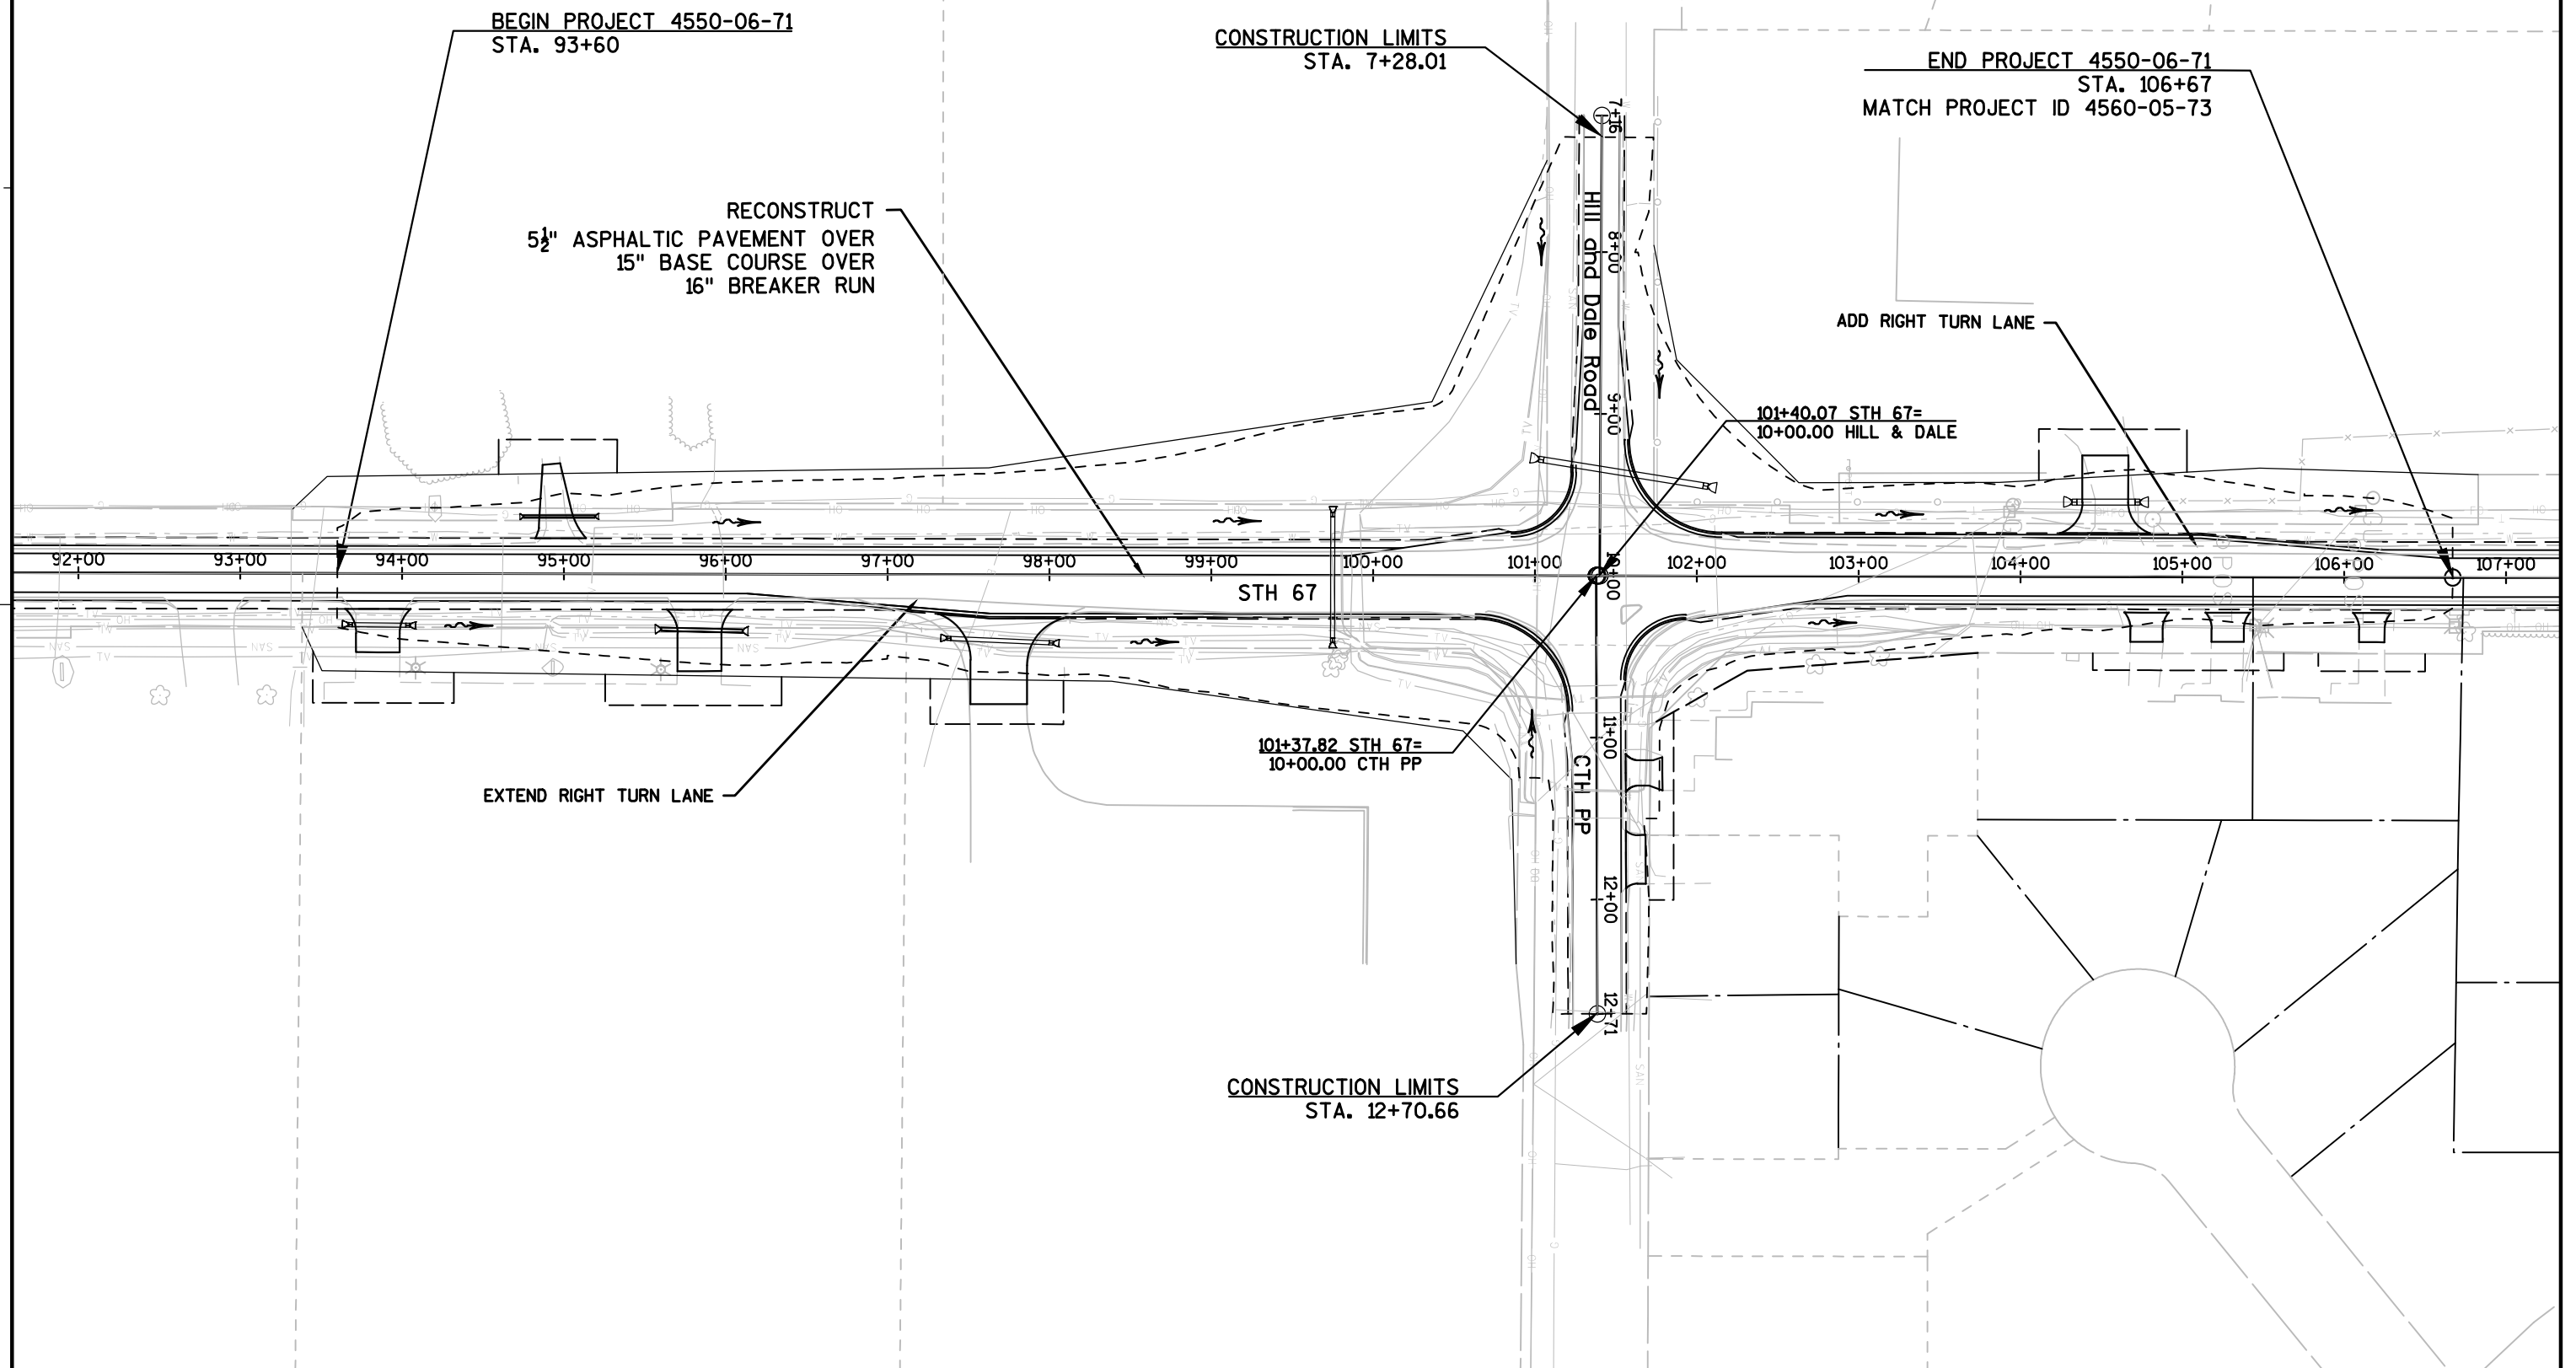 BEGIN PROJECT 4550-06-71
STA. 93+60
CONSTRUCTION LIMITS
STA. 7+28.01
END PROJECT 4550-06-71
STA. 106+67
MATCH PROJECT ID 4560-05-73
RECONSTRUCT
5½" ASPHALTIC PAVEMENT OVER
15" BASE COURSE OVER
16" BREAKER RUN
7+16
8+00
9+00
Hill and Dale Road
ADD RIGHT TURN LANE
101+40.07 STH 67=
10+00.00 HILL & DALE
92+00 93+00 94+00 95+00 96+00 97+00 98+00 99+00 100+00 101+00 102+00 103+00 104+00 105+00 106+00 107+00
10+00
STH 67
101+37.82 STH 67=
10+00.00 CTH PP
EXTEND RIGHT TURN LANE
11+00
CTH PP
12+00
12+71
CONSTRUCTION LIMITS
STA. 12+70.66